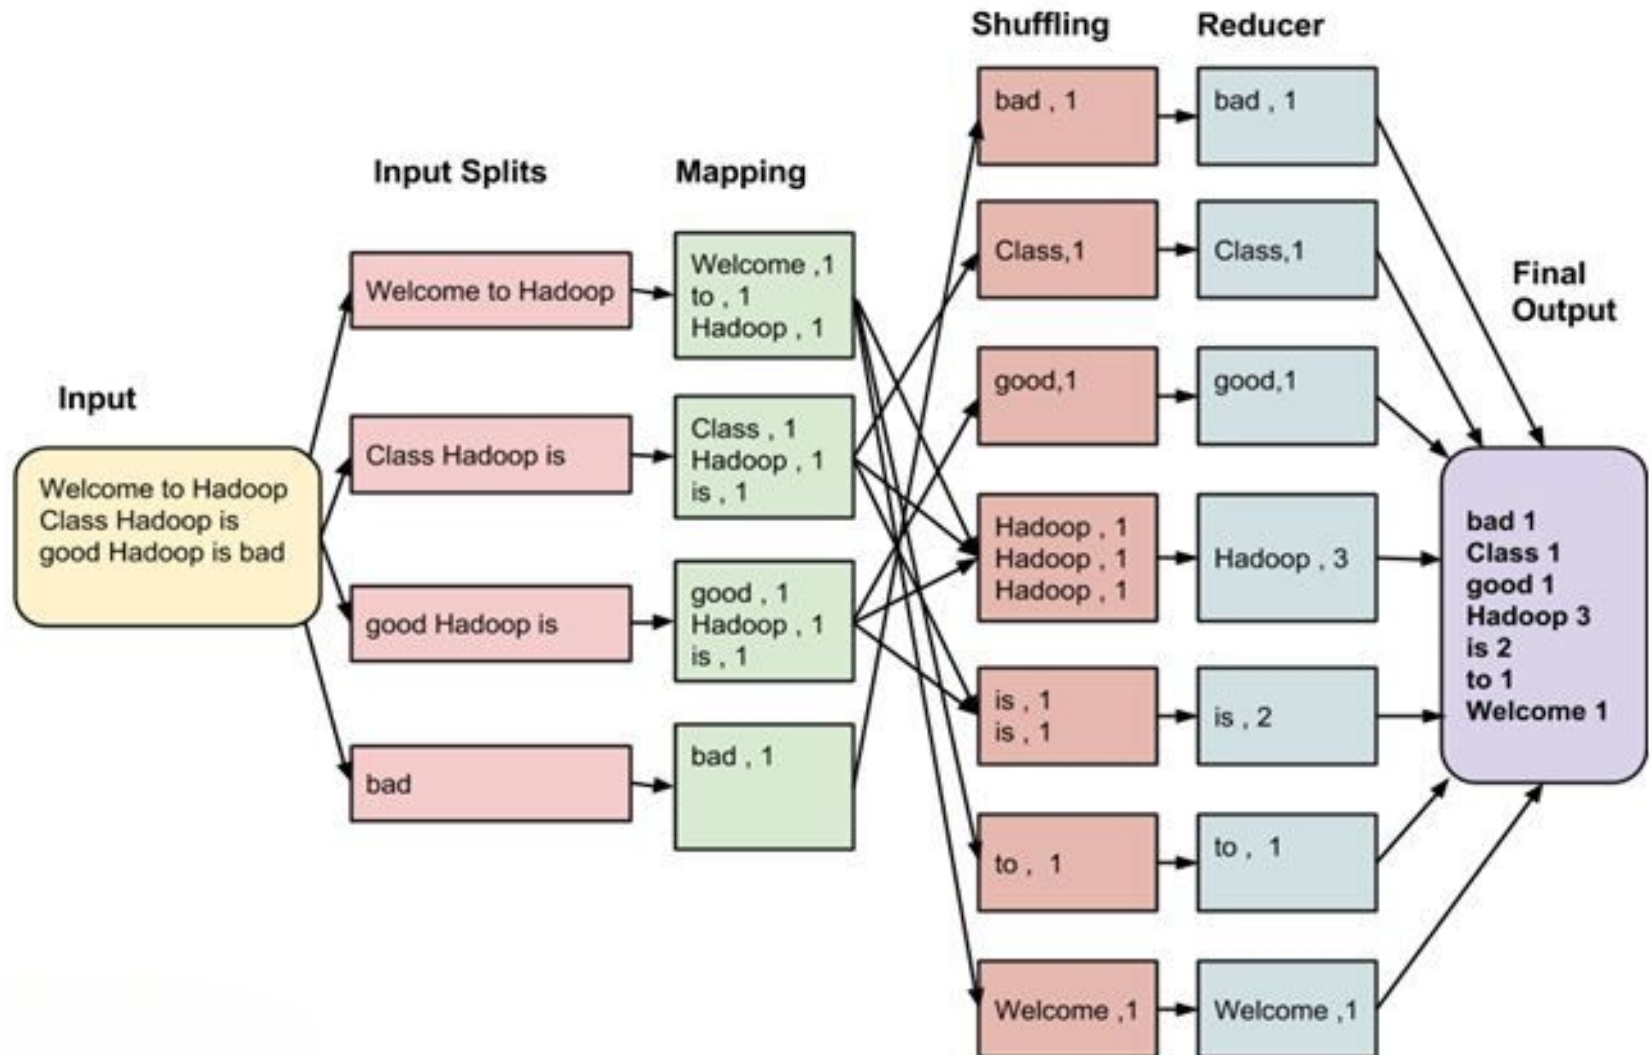 Input
Welcome to Hadoop
Class Hadoop is
good Hadoop is bad
Input Splits
Welcome to Hadoop
Class Hadoop is
good Hadoop is
bad
Mapping
Welcome ,1
to , 1
Hadoop , 1
Class , 1
Hadoop , 1
is , 1
good , 1
Hadoop , 1
is , 1
bad , 1
Shuffling
bad , 1
Class,1
good,1
Hadoop , 1
Hadoop , 1
Hadoop , 1
is , 1
is , 1
to , 1
Welcome ,1
Reducer
bad , 1
Class,1
good,1
Hadoop , 3
is , 2
to , 1
Welcome ,1
Final
Output
bad 1
Class 1
good 1
Hadoop 3
is 2
to 1
Welcome 1